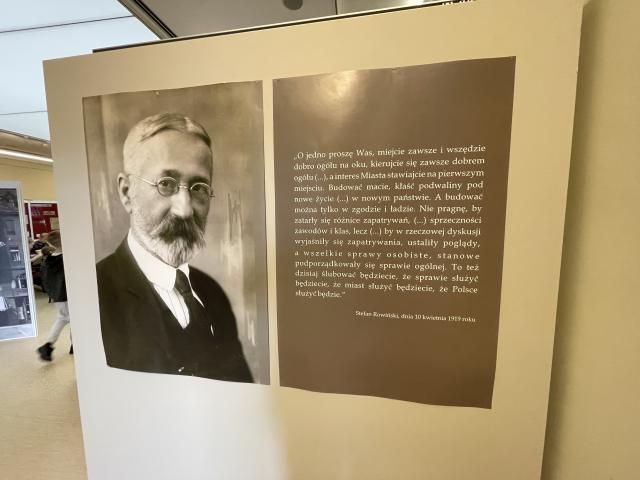 „O jedno proszę Was, miejcie zawsze i wszędzie
dobro ogółu na oku, kierujcie się zawsze dobrem
ogółu (...), a interes Miasta stawiajcie na pierwszym
miejscu. Budować macie, kłaść podwaliny pod
nowe życie (...) w nowym państwie. A budować
można tylko w zgodzie i ładzie. Nie pragnę, by
zatarły się różnice zapatrywań, (...) sprzeczności
zawodów i klas, lecz (...) by w rzeczowej dyskusji
wyjaśniły się zapatrywania, ustaliły poglądy,
a wszelkie sprawy osobiste, stanowe
podporządkowały się sprawie ogólnej. To też
dzisiaj ślubować będziecie, że sprawie służyć
będziecie, że miast służyć będziecie, że Polsce
służyć będzie."
Stefan Rowiński, dnia 10 kwietnia 1919 roku